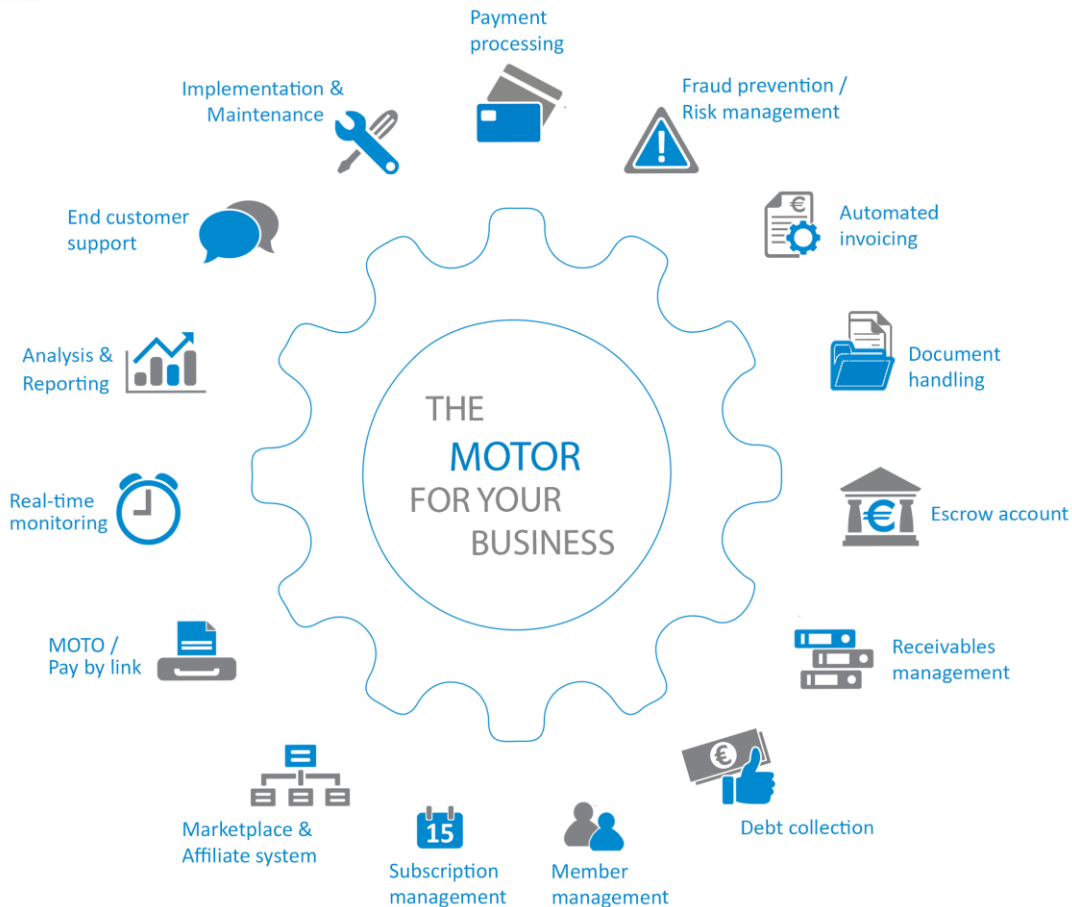 Payment
processing
Fraud prevention /
Risk management
Automated
invoicing
€
Document
handling
Escrow account
€
Receivables
management
Debt collection
€
Member
management
Subscription
management
15
Marketplace &
Affiliate system
MOTO /
Pay by link
Real-time
monitoring
Analysis &
Reporting
End customer
support
Implementation &
Maintenance
!
THE
MOTOR
FOR YOUR
BUSINESS